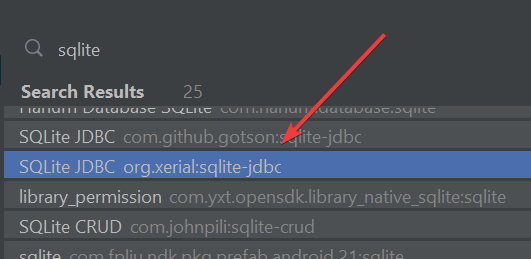 sqlite
Search Results 25
Hanum Database SQLite com.hanum.database:sqlite
SQLite JDBC com.github.gotson:sqlite-jdbc
SQLite JDBC org.xerial:sqlite-jdbc
library_permission com.yxt.opensdk.library_native_sqlite:sqlite
SQLite CRUD com.johnpili:sqlite-crud
sqlite com.fpliu.ndk.pkg.prefab.android.21:sqlite